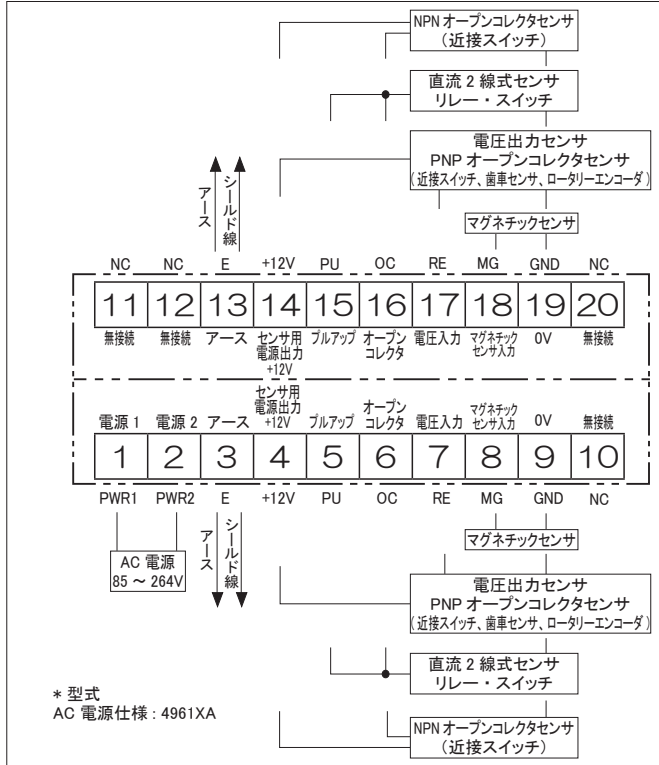 NPN オープンコレクタセンサ
（近接スイッチ）
直流 2 線式センサ
リレー・スイッチ
電圧出力センサ
PNP オープンコレクタセンサ
（近接スイッチ、歯車センサ、ロータリーエンコーダ）
マグネチックセンサ
アース
シールド線
NC NC E +12V PU OC RE MG GND NC
11 12 13 14 15 16 17 18 19 20
無接続 無接続 アース センサ用電源出力+12V プルアップ オープンコレクタ 電圧入力 マグネチックセンサ入力 0V 無接続
電源 1 電源 2 アース センサ用電源出力+12V プルアップ オープンコレクタ 電圧入力 マグネチックセンサ入力 0V 無接続
1 2 3 4 5 6 7 8 9 10
PWR1 PWR2 E +12V PU OC RE MG GND NC
アース
シールド線
AC 電源
85 ～ 264V
マグネチックセンサ
電圧出力センサ
PNP オープンコレクタセンサ
（近接スイッチ、歯車センサ、ロータリーエンコーダ）
直流 2 線式センサ
リレー・スイッチ
NPN オープンコレクタセンサ
（近接スイッチ）
* 型式
AC 電源仕様 : 4961XA